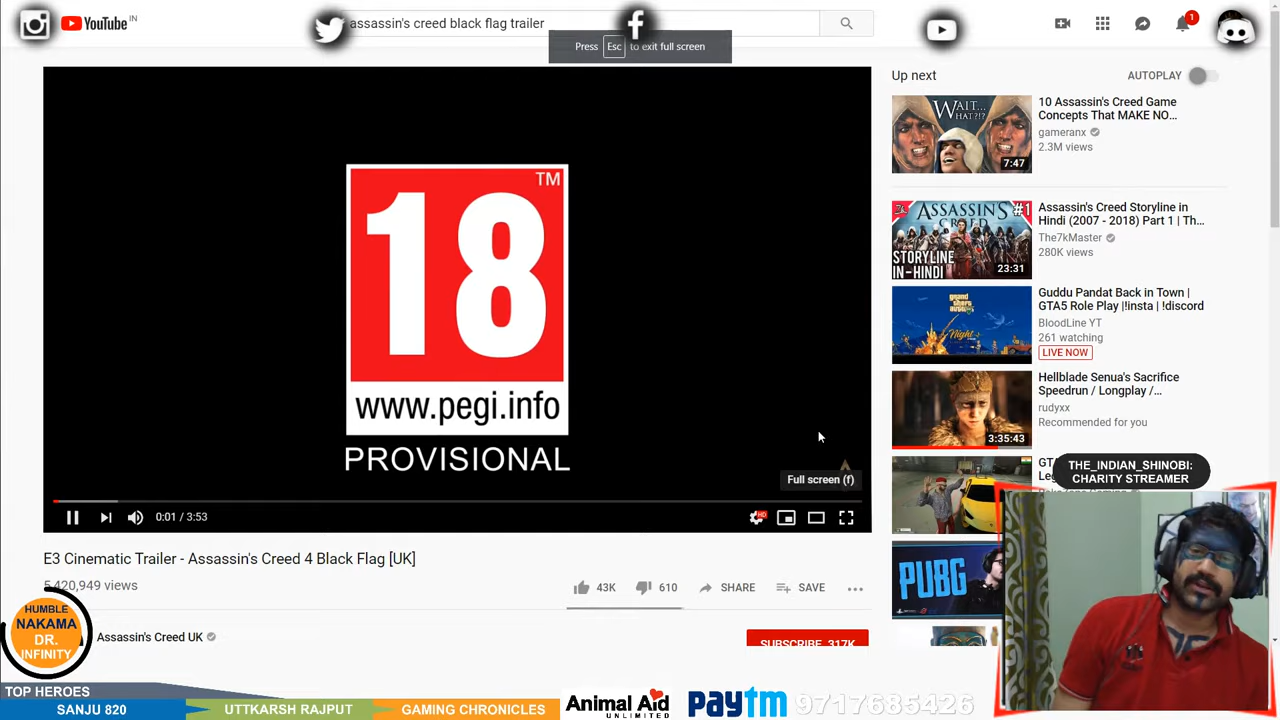 YouTube IN
assassin's creed black flag trailer
1
Press Esc to exit full screen
Up next
AUTOPLAY
WAIT...
WHAT?!?
7:47
10 Assassin's Creed Game
Concepts That MAKE NO...
gameranx
2.3M views
ASSASSIN'S #1
CREED
STORYLINE
IN-HINDI
23:31
Assassin's Creed Storyline in
Hindi (2007 - 2018) Part 1 | Th...
The7kMaster
280K views
Guddu Pandat Back in Town |
GTA5 Role Play |!insta | !discord
BloodLine YT
261 watching
LIVE NOW
3:35:43
Hellblade Senua's Sacrifice
Speedrun / Longplay /...
rudyxx
Recommended for you
TM
18
www.pegi.info
PROVISIONAL
Full screen (f)
0:01 / 3:53
HD
THE_INDIAN_SHINOBI:
CHARITY STREAMER
PUBG
E3 Cinematic Trailer - Assassin's Creed 4 Black Flag [UK]
5,420,949 views
43K
610
SHARE
SAVE
HUMBLE
NAKAMA
DR.
INFINITY
Assassin's Creed UK
SUBSCRIBE 317K
TOP HEROES
SANJU 820
UTTKARSH RAJPUT
GAMING CHRONICLES
Animal Aid
UNLIMITED
paytm
9717635426